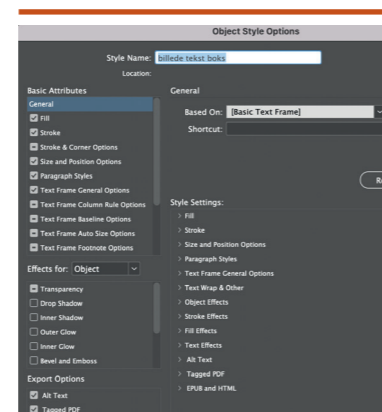 Object Style Options
Style Name: billede tekst boks
Location:
Basic Attributes
General
Fill
Stroke
Stroke & Corner Options
Size and Position Options
Paragraph Styles
Text Frame General Options
Text Frame Column Rule Options
Text Frame Baseline Options
Text Frame Auto Size Options
Text Frame Footnote Options
Effects for: Object
Transparency
Drop Shadow
Inner Shadow
Outer Glow
Inner Glow
Bevel and Emboss
Export Options
Alt Text
Tagged PDF
General
Based On: [Basic Text Frame]
Shortcut:
Style Settings:
> Fill
> Stroke
> Size and Position Options
> Paragraph Styles
> Text Frame General Options
> Text Wrap & Other
> Object Effects
> Stroke Effects
> Fill Effects
> Text Effects
> Alt Text
> Tagged PDF
> EPUB and HTML